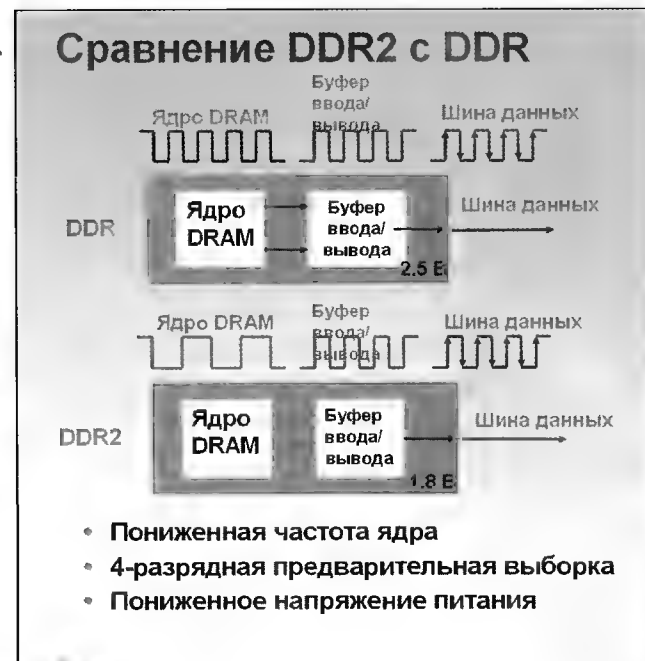 Сравнение DDR2 с DDR
Ядро DRAM
Буфер
ввода/
вывода
Шина данных
DDR
Ядро
DRAM
Буфер
ввода/
вывода
Шина данных
2.5 В
Ядро DRAM
Буфер
ввода/
вывода
Шина данных
DDR2
Ядро
DRAM
Буфер
ввода/
вывода
Шина данных
1.8 В
• Пониженная частота ядра
• 4-разрядная предварительная выборка
• Пониженное напряжение питания